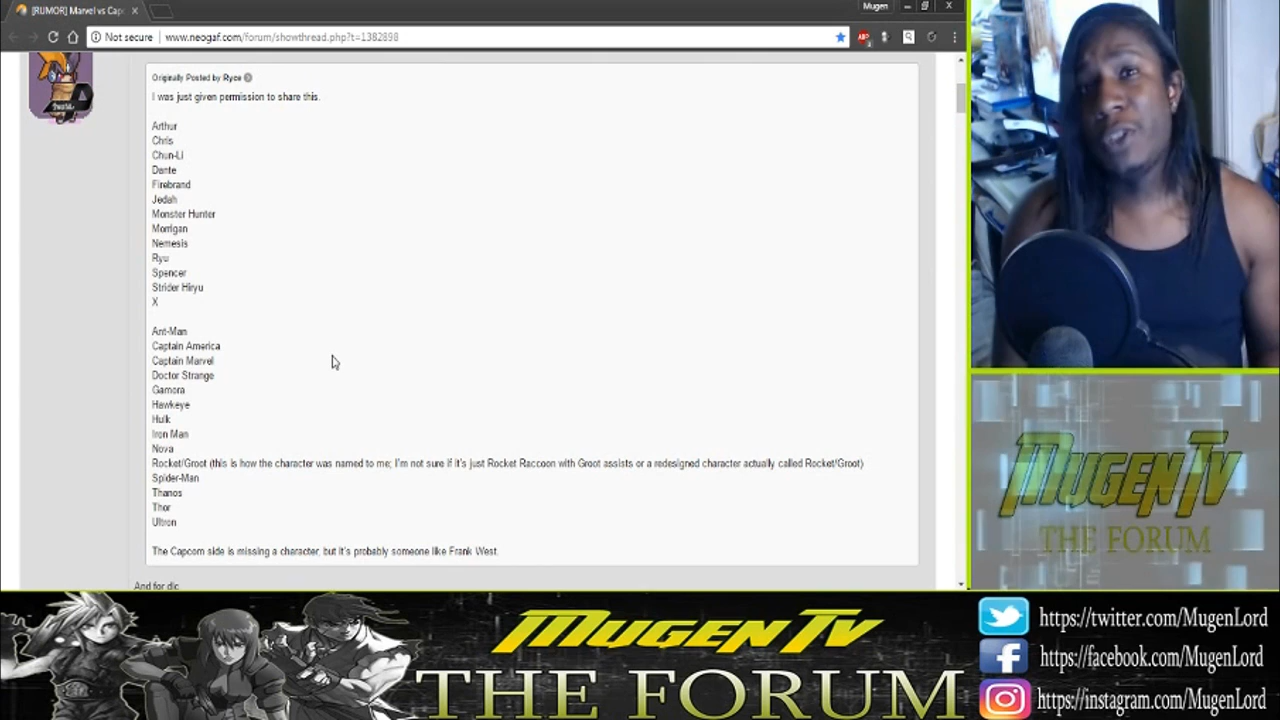 [RUMOR] Marvel vs Cap
Mugen
Not secure
www.neogaf.com/forum/showthread.php?t=1382898
ABP
Originally Posted by Ryce
I was just given permission to share this.
Arthur
Chris
Chun-Li
Dante
Firebrand
Jedah
Monster Hunter
Morrigan
Nemesis
Ryu
Spencer
Strider Hiryu
X
Ant-Man
Captain America
Captain Marvel
Doctor Strange
Gamora
Hawkeye
Hulk
Iron Man
Nova
Rocket/Groot (this is how the character was named to me; I'm not sure if it's just Rocket Raccoon with Groot assists or a redesigned character actually called Rocket/Groot)
Spider-Man
Thanos
Thor
Ultron
The Capcom side is missing a character, but it's probably someone like Frank West.
And for dlc
MUGEN TV
THE FORUM
MUGEN TV
THE FORUM
https://twitter.com/MugenLord
https://facebook.com/MugenLord
https://instagram.com/MugenLord